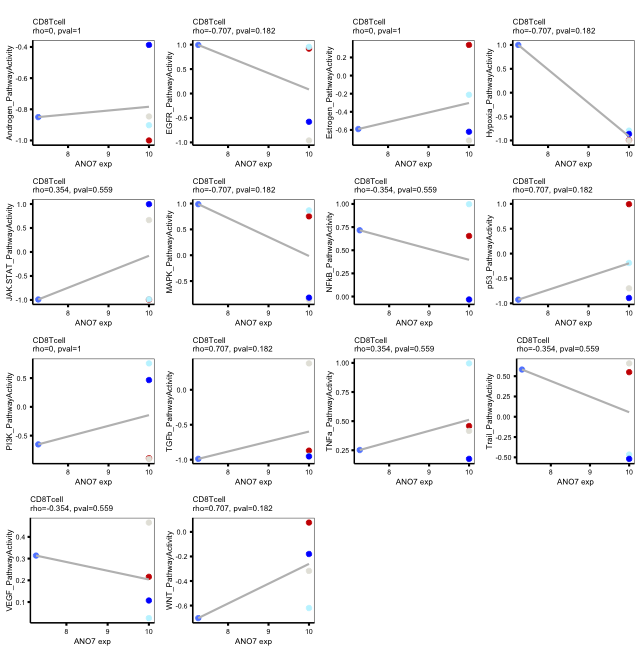 CD8Tcell
rho=0, pval=1
Androgen_PathwayActivity
-0.4
-0.6
-0.8
-1.0
8
9
10
ANO7 exp
CD8Tcell
rho=-0.707, pval=0.182
EGFR_PathwayActivity
1.0
0.5
0.0
-0.5
-1.0
8
9
10
ANO7 exp
CD8Tcell
rho=0, pval=1
Estrogen_PathwayActivity
0.2
0.0
-0.2
-0.4
-0.6
8
9
10
ANO7 exp
CD8Tcell
rho=-0.707, pval=0.182
Hypoxia_PathwayActivity
1.0
0.5
0.0
-0.5
-1.0
8
9
10
ANO7 exp
CD8Tcell
rho=0.354, pval=0.559
JAK.STAT_PathwayActivity
1.0
0.5
0.0
-0.5
-1.0
8
9
10
ANO7 exp
CD8Tcell
rho=-0.707, pval=0.182
MAPK_PathwayActivity
1.0
0.5
0.0
-0.5
8
9
10
ANO7 exp
CD8Tcell
rho=-0.354, pval=0.559
NFkB_PathwayActivity
1.00
0.75
0.50
0.25
0.00
8
9
10
ANO7 exp
CD8Tcell
rho=0.707, pval=0.182
p53_PathwayActivity
1.0
0.5
0.0
-0.5
-1.0
8
9
10
ANO7 exp
CD8Tcell
rho=0, pval=1
PI3K_PathwayActivity
0.5
0.0
-0.5
8
9
10
ANO7 exp
CD8Tcell
rho=0.707, pval=0.182
TGFb_PathwayActivity
0.0
-0.5
-1.0
8
9
10
ANO7 exp
CD8Tcell
rho=0.354, pval=0.559
TNFa_PathwayActivity
1.00
0.75
0.50
0.25
8
9
10
ANO7 exp
CD8Tcell
rho=-0.354, pval=0.559
Trail_PathwayActivity
0.50
0.25
0.00
-0.25
-0.50
8
9
10
ANO7 exp
CD8Tcell
rho=-0.354, pval=0.559
VEGF_PathwayActivity
0.4
0.3
0.2
0.1
8
9
10
ANO7 exp
CD8Tcell
rho=0.707, pval=0.182
WNT_PathwayActivity
0.0
-0.2
-0.4
-0.6
8
9
10
ANO7 exp